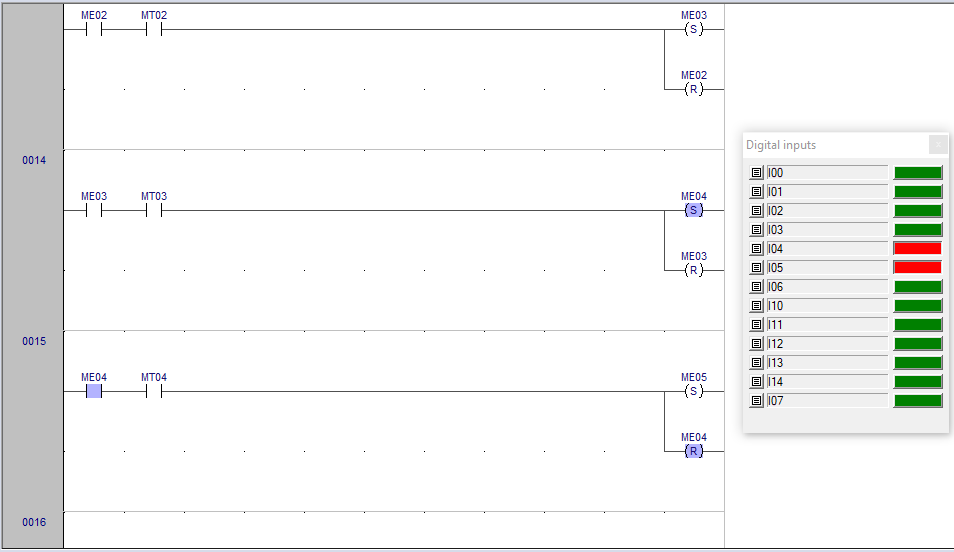 ME02 MT02 ME03
S
ME02
R
0014
ME03 MT03 ME04
S
ME03
R
0015
ME04 MT04 ME05
S
ME04
R
0016
Digital inputs
I00
I01
I02
I03
I04
I05
I06
I10
I11
I12
I13
I14
I07